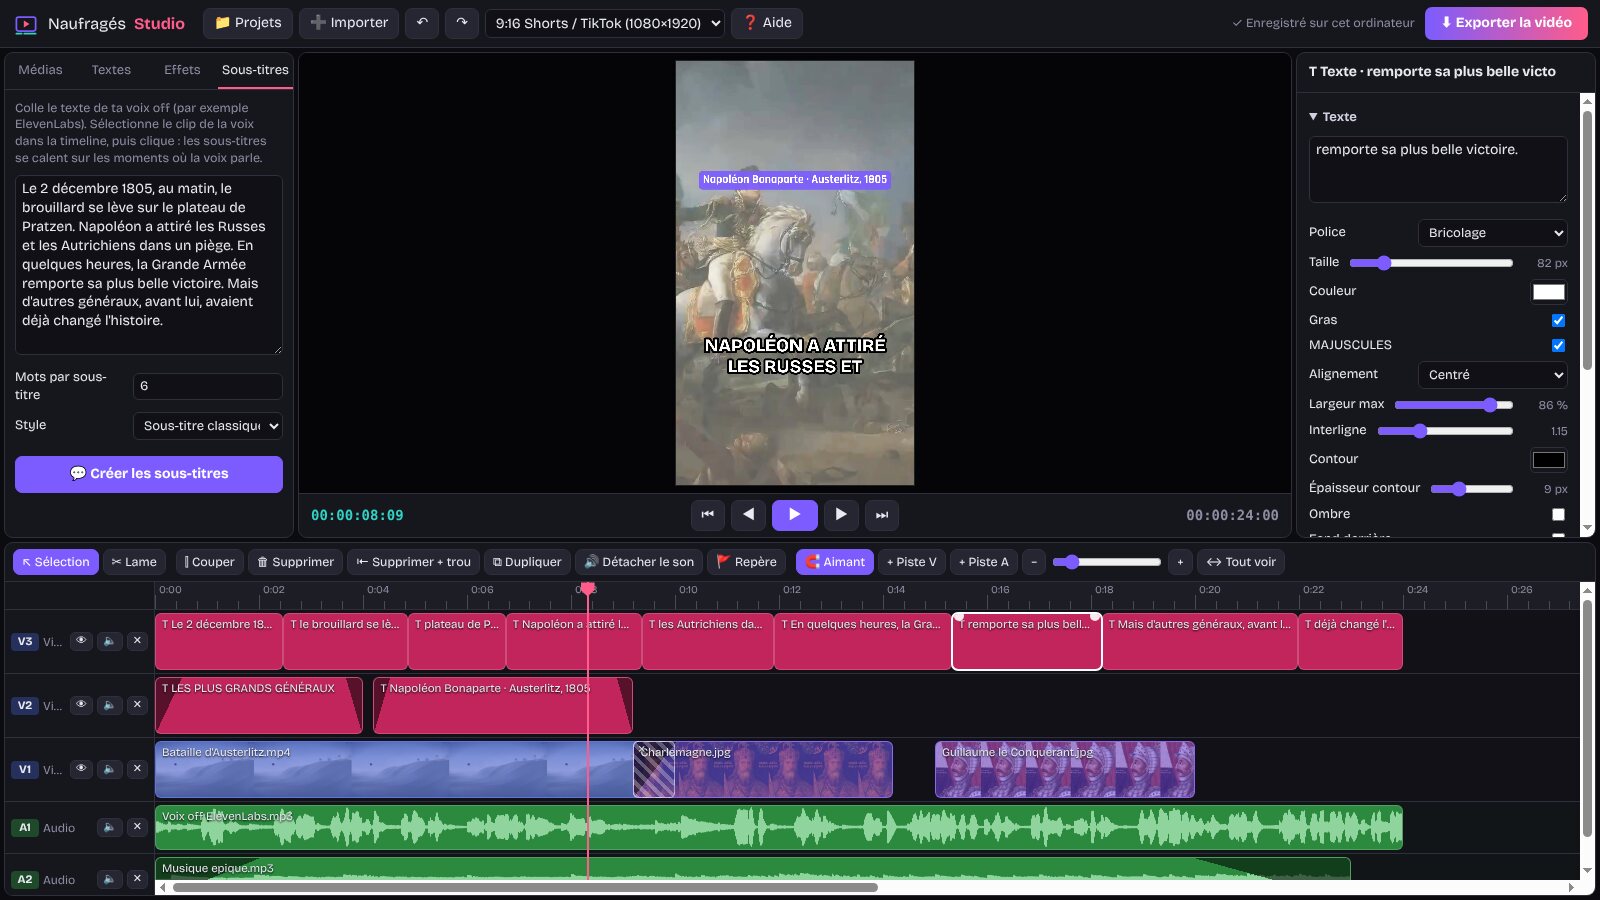 Naufragés Studio
📁 Projets
➕ Importer
↶
↷
9:16 Shorts / TikTok (1080×1920)
❓ Aide
✓ Enregistré sur cet ordinateur
⬇ Exporter la vidéo
Médias
Textes
Effets
Sous-titres
Colle le texte de ta voix off (par exemple
ElevenLabs). Sélectionne le clip de la voix
dans la timeline, puis clique : les sous-titres
se calent sur les moments où la voix parle.
Le 2 décembre 1805, au matin, le
brouillard se lève sur le plateau de
Pratzen. Napoléon a attiré les Russes
et les Autrichiens dans un piège. En
quelques heures, la Grande Armée
remporte sa plus belle victoire. Mais
d'autres généraux, avant lui, avaient
déjà changé l'histoire.
Mots par sous-
titre
6
Style
Sous-titre classique
💬 Créer les sous-titres
Napoléon Bonaparte · Austerlitz, 1805
NAPOLÉON A ATTIRÉ
LES RUSSES ET
00:00:08:09
00:00:24:00
T Texte · remporte sa plus belle victo
▼ Texte
remporte sa plus belle victoire.
Police
Bricolage
Taille
82 px
Couleur
Gras
MAJUSCULES
Alignement
Centré
Largeur max
86 %
Interligne
1.15
Contour
Épaisseur contour
9 px
Ombre
Sélection
✂ Lame
Couper
🗑 Supprimer
Supprimer + trou
Dupliquer
🔊 Détacher le son
🚩 Repère
🧲 Aimant
+ Piste V
+ Piste A
−
+
↔ Tout voir
0:00
0:02
0:04
0:06
0:10
0:12
0:14
0:16
0:18
0:20
0:22
0:24
0:26
V3
Vi...
T Le 2 décembre 18...
T le brouillard se lè...
T plateau de P...
T Napoléon a attiré l...
T les Autrichiens da...
T En quelques heures, la Gra...
T remporte sa plus bell...
T Mais d'autres généraux, avant l...
T déjà changé l'...
V2
Vi...
T LES PLUS GRANDS GÉNÉRAUX
T Napoléon Bonaparte · Austerlitz, 1805
V1
Vi...
Bataille d'Austerlitz.mp4
Charlemagne.jpg
Guillaume le Conquerant.jpg
A1
Audio
Voix off ElevenLabs.mp3
A2
Audio
Musique epique.mp3